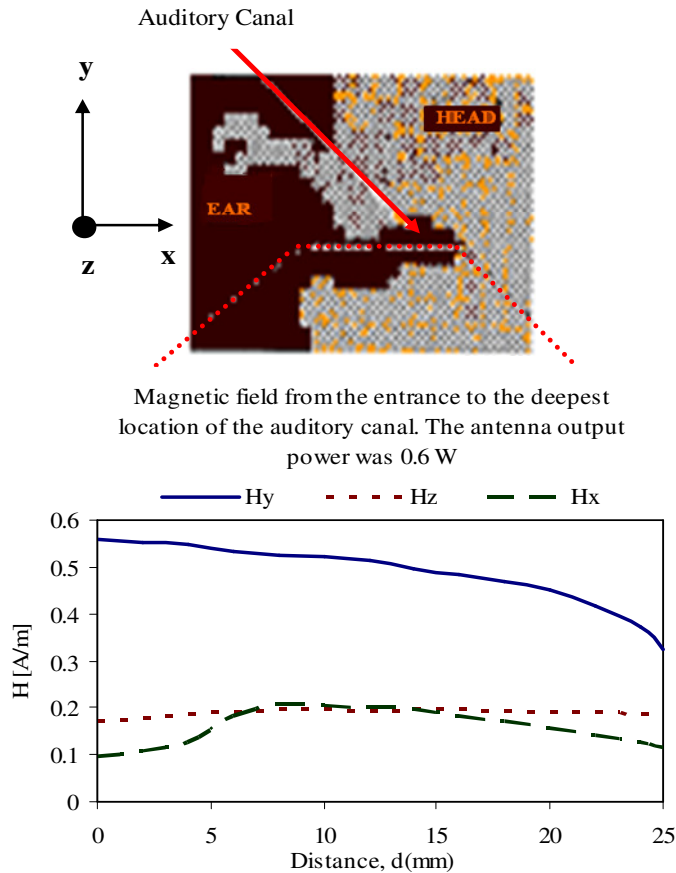 Auditory Canal
y
HEAD
EAR
x
z
Magnetic field from the entrance to the deepest
location of the auditory canal. The antenna output
power was 0.6 W
Hy Hz Hx
H [A/m]
0.6
0.5
0.4
0.3
0.2
0.1
0
0 5 10 15 20 25
Distance, d(mm)